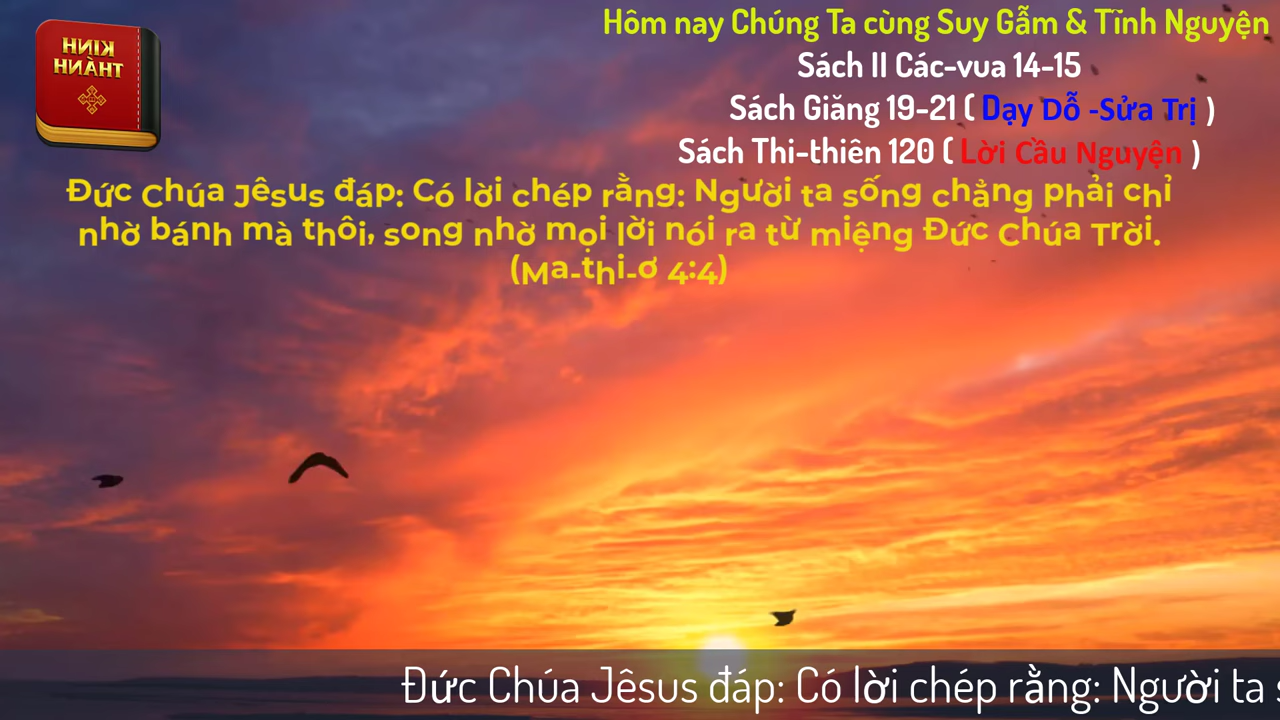 KINH
THÀNH
Hôm nay Chúng Ta cùng Suy Gẫm & Tĩnh Nguyện
Sách II Các-vua 14-15
Sách Giăng 19-21 ( Dạy Dỗ -Sửa Trị )
Sách Thi-thiên 120 ( Lời Cầu Nguyện )
Đức Chúa Jêsus đáp: Có lời chép rằng: Người ta sống chẳng phải chỉ
nhờ bánh mà thôi, song nhờ mọi lời nói ra từ miệng Đức Chúa Trời.
(Ma-thi-ơ 4:4)
Đức Chúa Jêsus đáp: Có lời chép rằng: Người ta